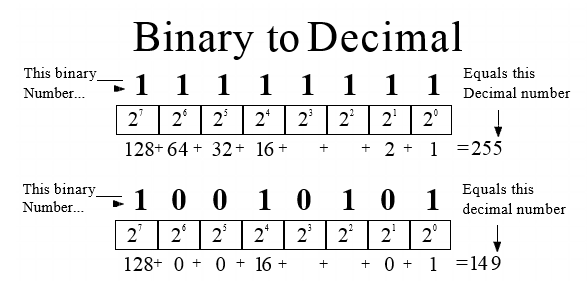 Binary to Decimal
This binary Number... 1 1 1 1 1 1 1 1 Equals this Decimal number
2⁷ 2⁶ 2⁵ 2⁴ 2³ 2² 2¹ 2⁰
128+ 64 + 32 + 16 + + + 2 + 1 =255
This binary Number... 1 0 0 1 0 1 0 1 Equals this decimal number
2⁷ 2⁶ 2⁵ 2⁴ 2³ 2² 2¹ 2⁰
128+ 0 + 0 + 16 + + + 0 + 1 =149